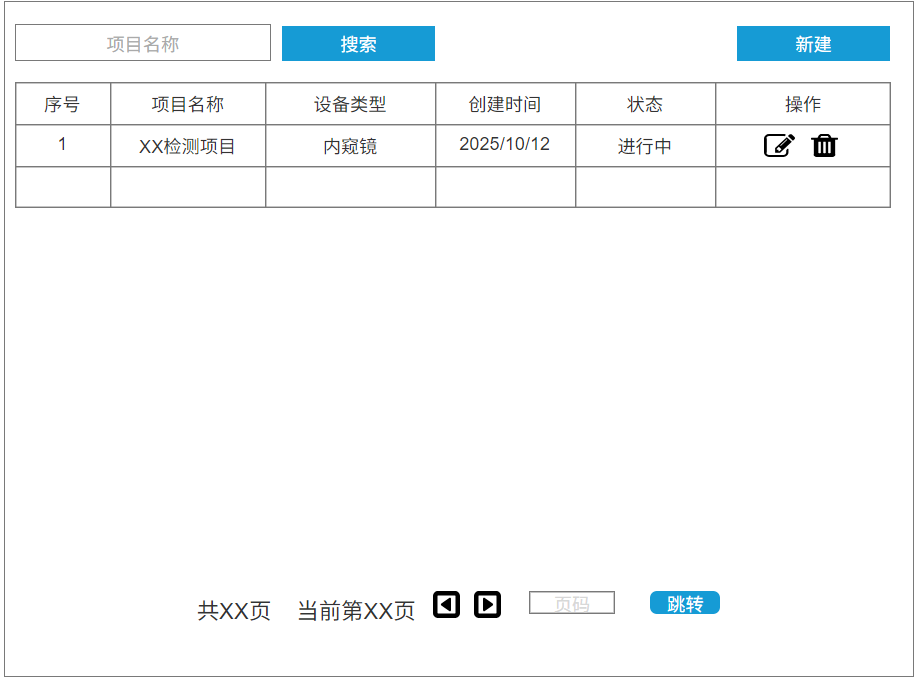 项目名称 搜索 新建
序号 项目名称 设备类型 创建时间 状态 操作
1 XX检测项目 内窥镜 2025/10/12 进行中
共XX页 当前第XX页 页码 跳转